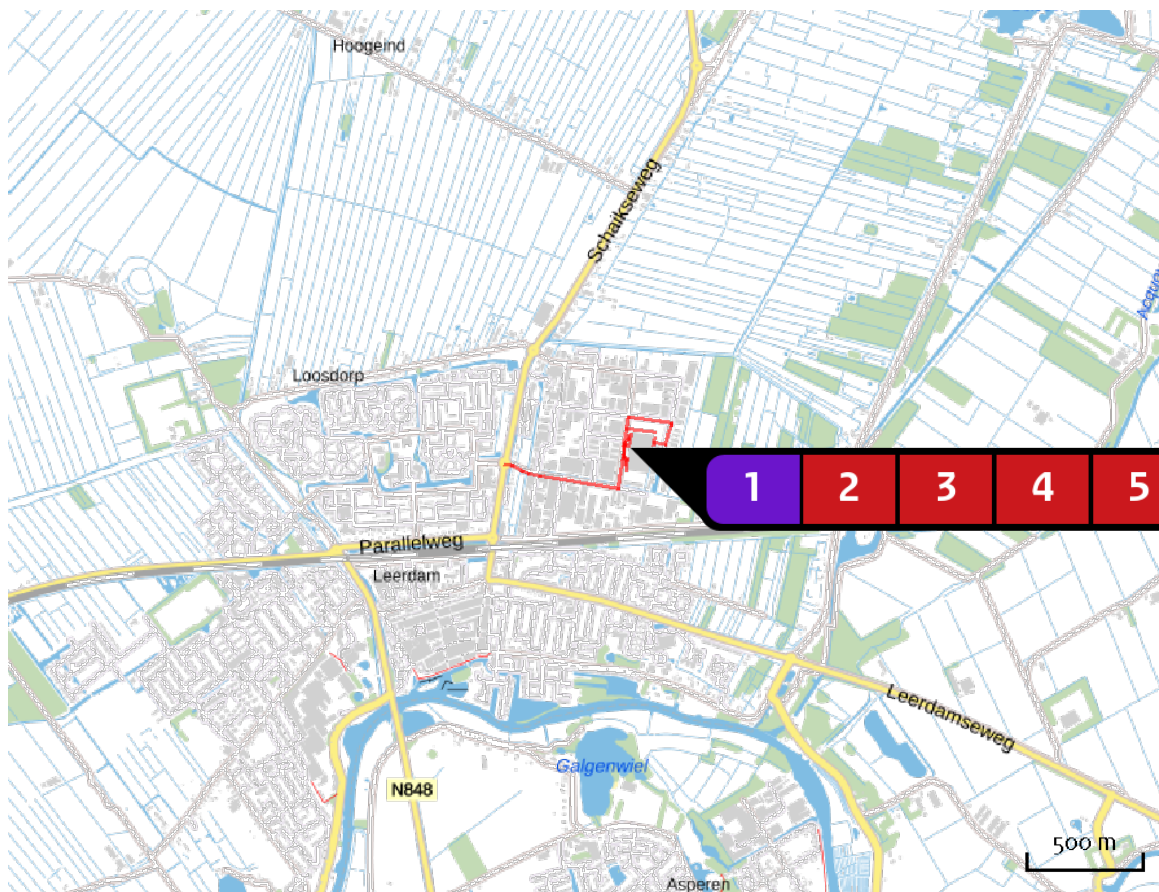 Hoogeind
Schaikseweg
Loosdorp
1 2 3 4 5
Parallelweg
Leerdam
Leerdamseweg
Galgenwiel
N848
500 m
Asperen